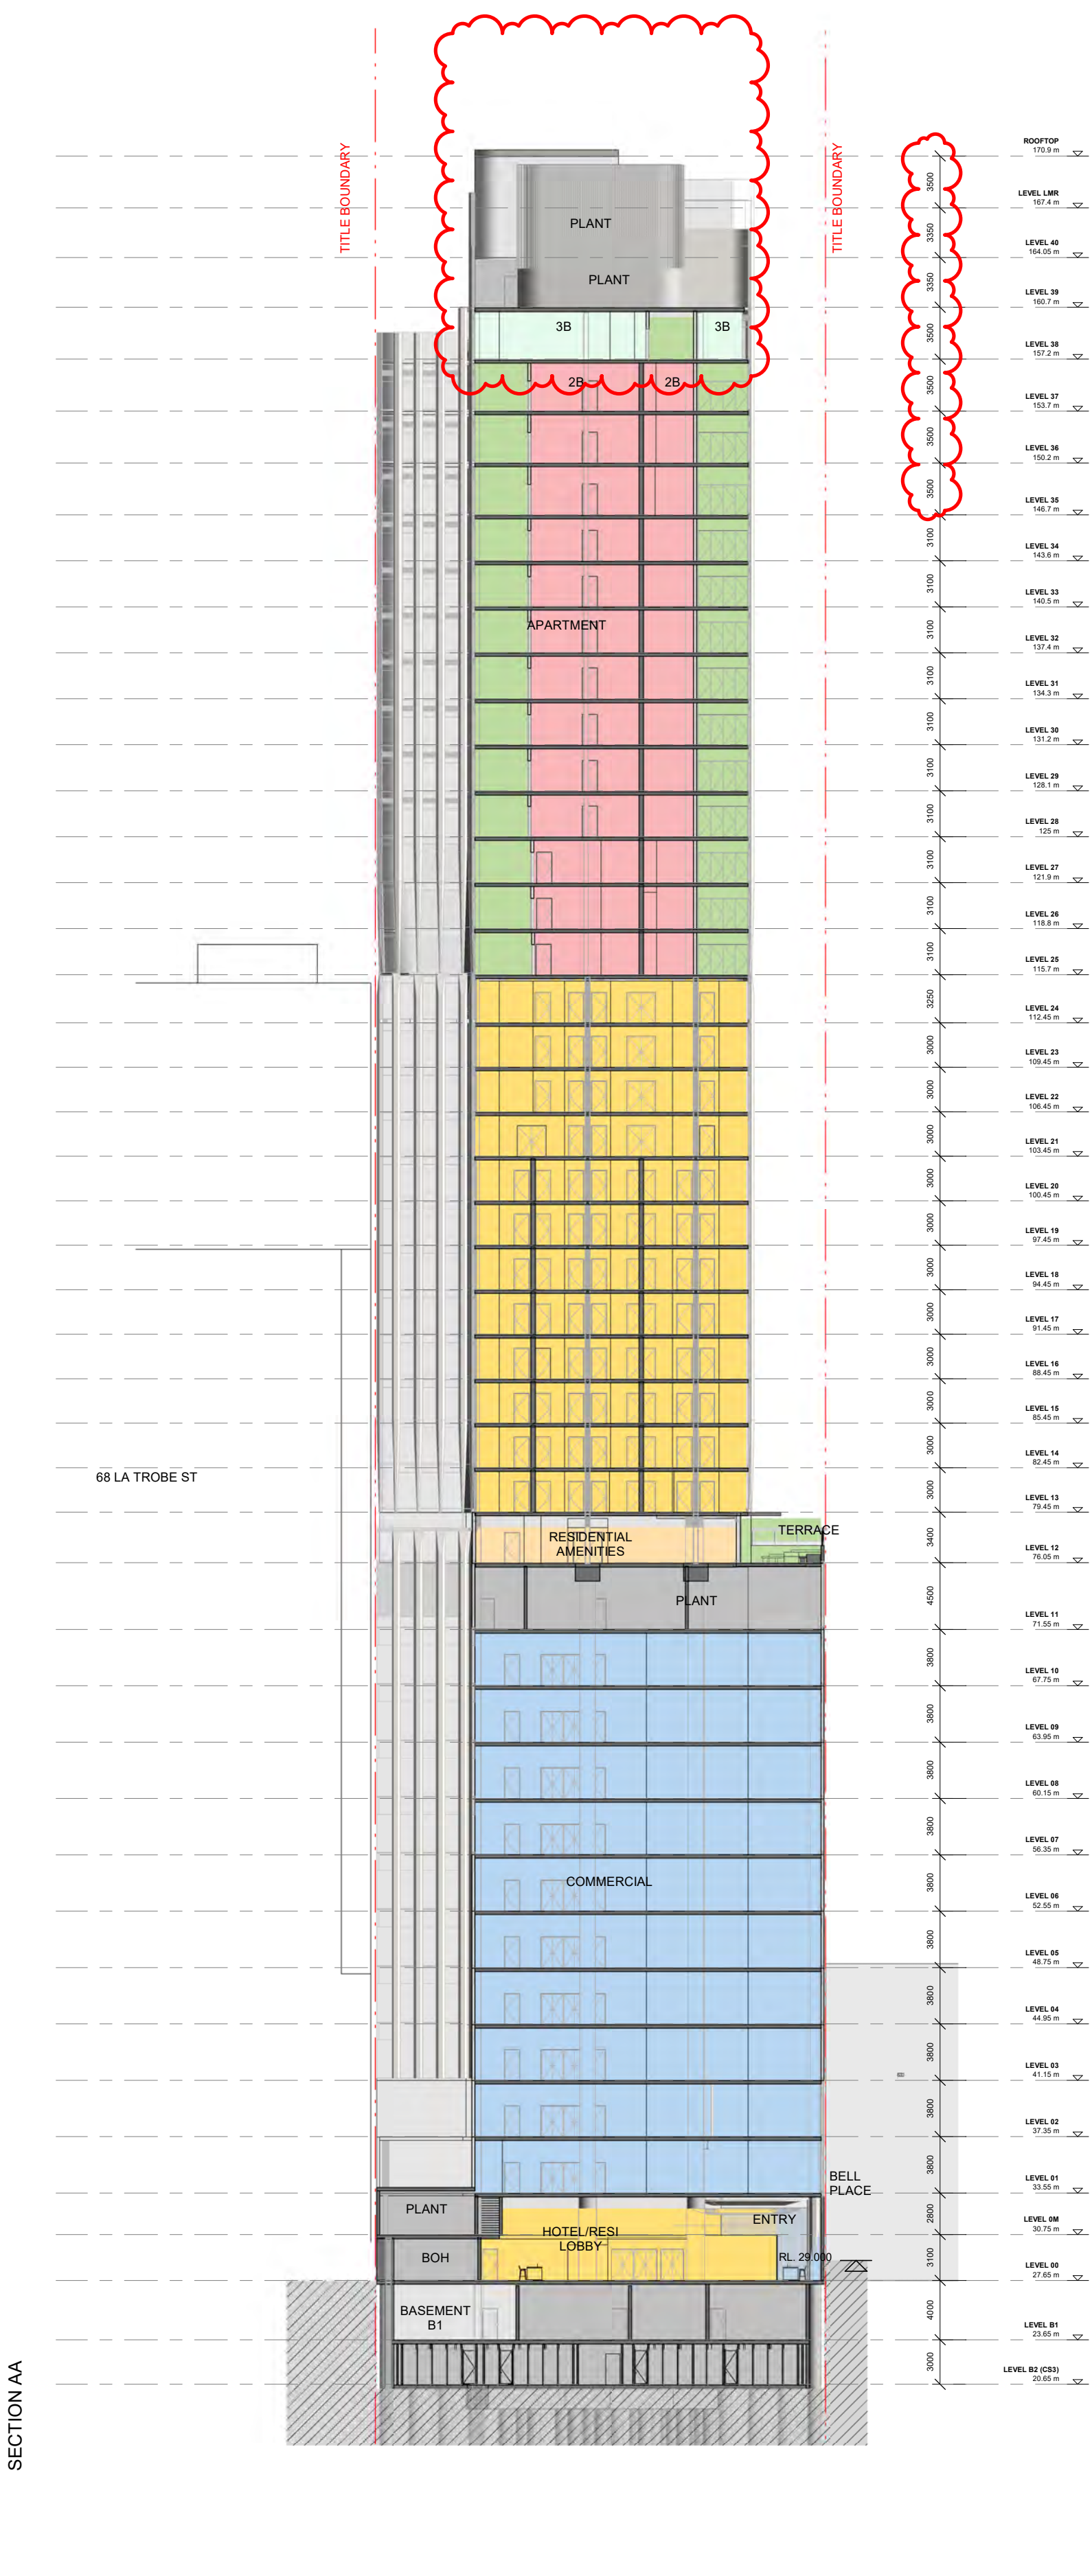 TITLE BOUNDARY
TITLE BOUNDARY
ROOFTOP
170.9 m
3500
LEVEL LMR
167.4 m
PLANT
3350
LEVEL 40
164.05 m
PLANT
3350
LEVEL 39
160.7 m
3B
3B
3500
LEVEL 38
157.2 m
2B
2B
3500
LEVEL 37
153.7 m
3500
LEVEL 36
150.2 m
3500
LEVEL 35
146.7 m
3100
LEVEL 34
143.6 m
3100
LEVEL 33
140.5 m
APARTMENT
3100
LEVEL 32
137.4 m
3100
LEVEL 31
134.3 m
3100
LEVEL 30
131.2 m
3100
LEVEL 29
128.1 m
3100
LEVEL 28
125 m
3100
LEVEL 27
121.9 m
3100
LEVEL 26
118.8 m
3100
LEVEL 25
115.7 m
3250
LEVEL 24
112.45 m
3000
LEVEL 23
109.45 m
3000
LEVEL 22
106.45 m
3000
LEVEL 21
103.45 m
3000
LEVEL 20
100.45 m
3000
LEVEL 19
97.45 m
3000
LEVEL 18
94.45 m
3000
LEVEL 17
91.45 m
3000
LEVEL 16
88.45 m
3000
LEVEL 15
85.45 m
3000
LEVEL 14
82.45 m
68 LA TROBE ST
3000
LEVEL 13
79.45 m
RESIDENTIAL
AMENITIES
TERRACE
3400
LEVEL 12
76.05 m
PLANT
4500
LEVEL 11
71.55 m
3800
LEVEL 10
67.75 m
3800
LEVEL 09
63.95 m
3800
LEVEL 08
60.15 m
3800
LEVEL 07
56.35 m
COMMERCIAL
3800
LEVEL 06
52.55 m
3800
LEVEL 05
48.75 m
3800
LEVEL 04
44.95 m
3800
LEVEL 03
41.15 m
3800
LEVEL 02
37.35 m
3800
BELL
PLACE
LEVEL 01
33.55 m
PLANT
ENTRY
2800
LEVEL 0M
30.75 m
HOTEL/RESI
LOBBY
BOH
RL. 29.000
3100
LEVEL 00
27.65 m
BASEMENT
B1
4000
LEVEL B1
23.65 m
3000
LEVEL B2 (CS3)
20.65 m
SECTION AA